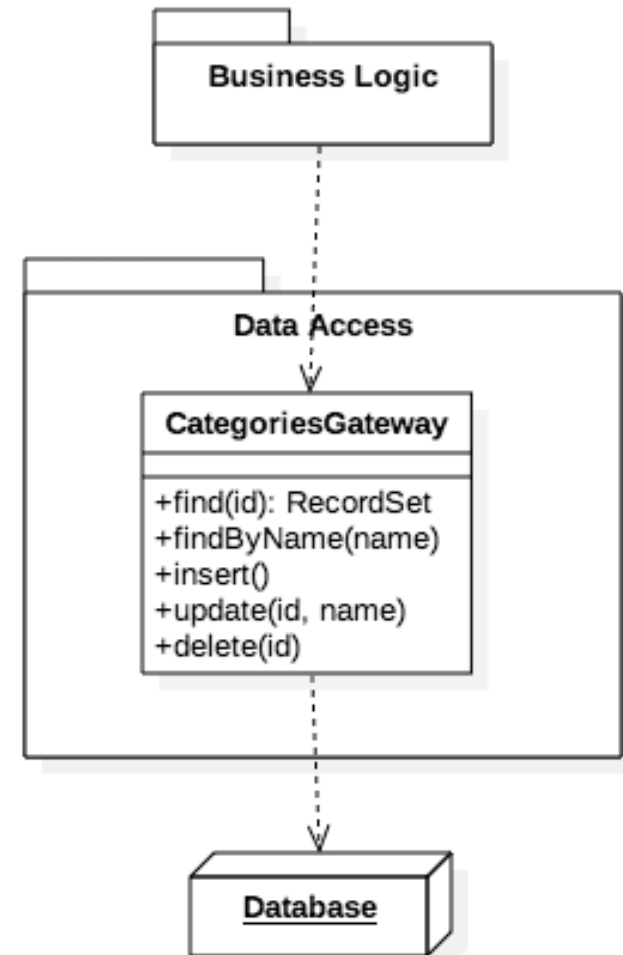 Business Logic
Data Access
CategoriesGateway
+find(id): RecordSet
+findByName(name)
+insert()
+update(id, name)
+delete(id)
Database